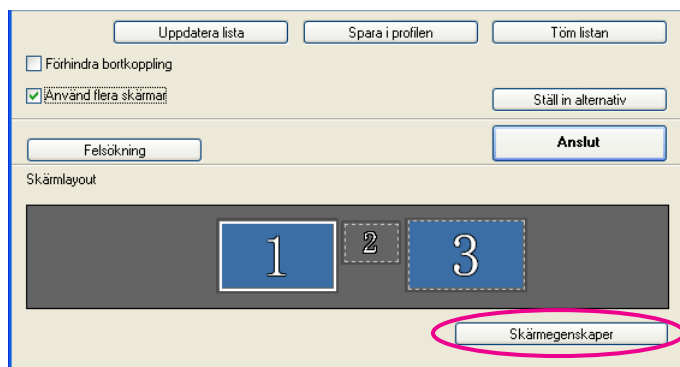 Uppdatera lista Spara i profilen Töm listan
Förhindra bortkoppling
Använd flera skärmar
Ställ in alternativ
Felsökning
Anslut
Skärmlayout
1 2 3
Skärmegenskaper